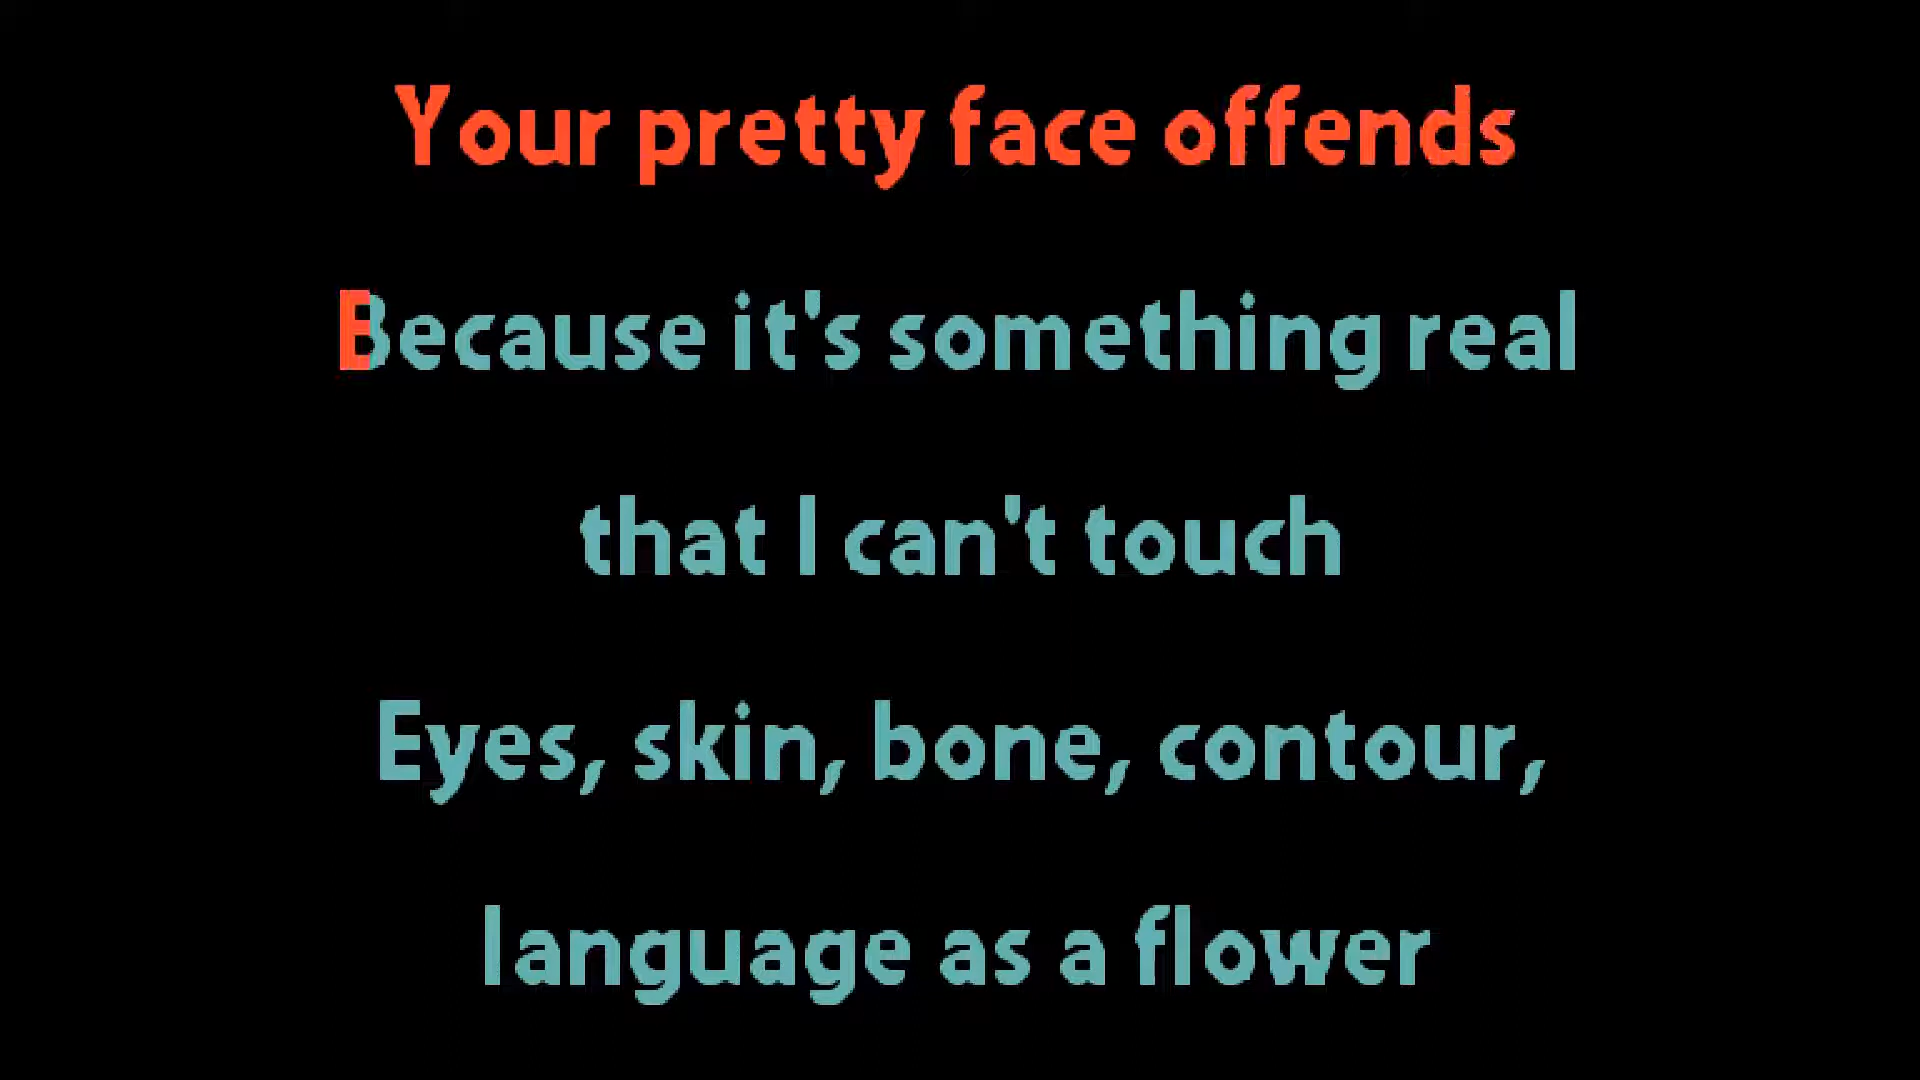 Your pretty face offends
Because it's something real
that I can't touch
Eyes, skin, bone, contour,
language as a flower